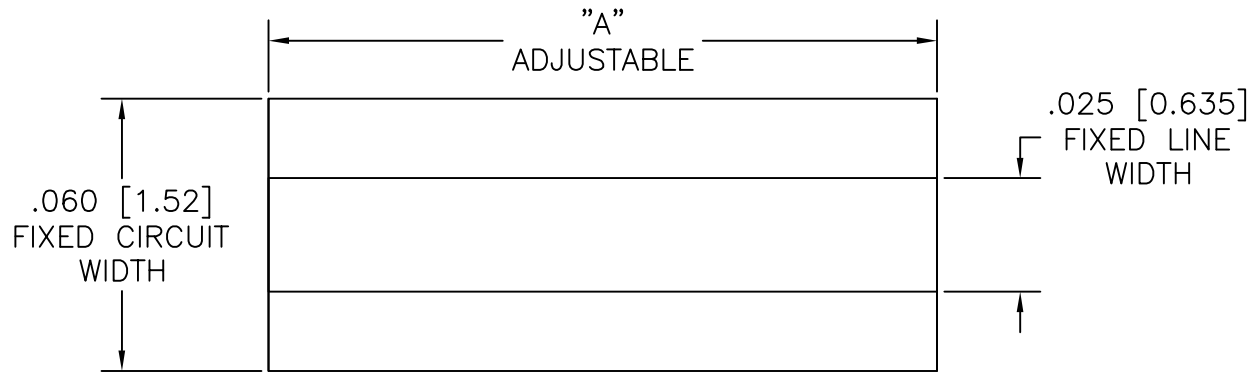 "A"
ADJUSTABLE
.025 [0.635]
FIXED LINE
WIDTH
.060 [1.52]
FIXED CIRCUIT
WIDTH